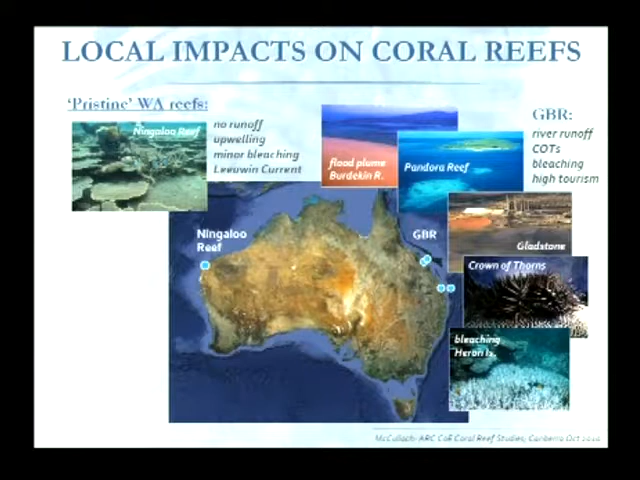 LOCAL IMPACTS ON CORAL REEFS
'Pristine' WA reefs:
Ningaloo Reef
no runoff
upwelling
minor bleaching
Leeuwin Current
flood plume
Burdekin R.
Pandora Reef
GBR:
river runoff
COTs
bleaching
high tourism
Ningaloo
Reef
GBR
Gladstone
Crown of Thorns
bleaching
Heron Is.
McCulloch- ARC CoE Coral Reef Studies, Canberra Oct